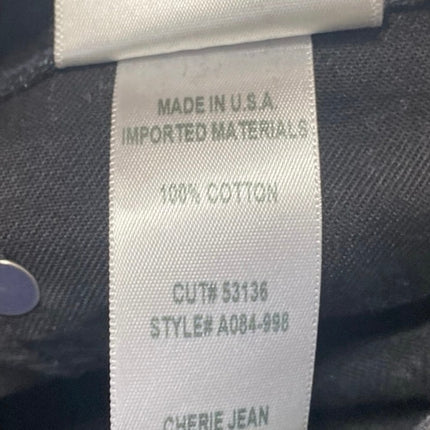 MADE IN U.S.A.
IMPORTED MATERIALS
100% COTTON
CUT# 53136
STYLE# A084-998
CHERIE JEAN